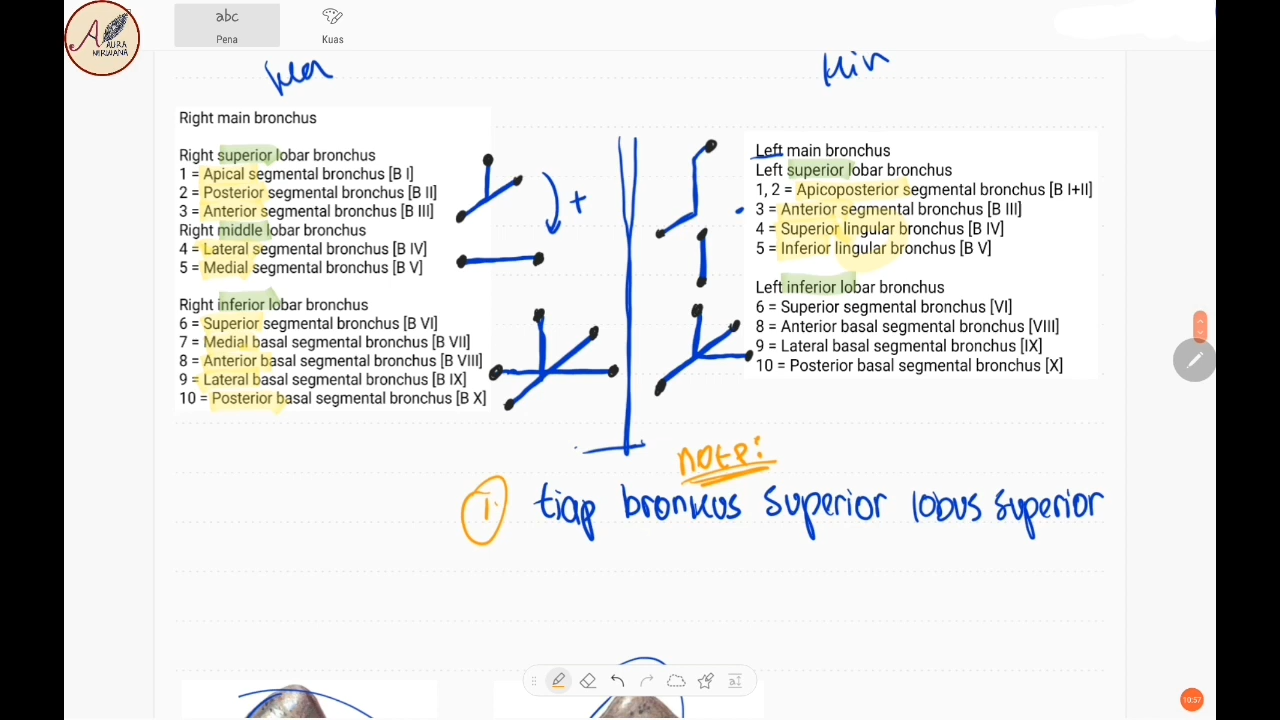 A AURA NIRWANA
abc
Pena
Kuas
Right main bronchus
Right superior lobar bronchus
1 = Apical segmental bronchus [B I]
2 = Posterior segmental bronchus [B II]
3 = Anterior segmental bronchus [B III]
Right middle lobar bronchus
4 = Lateral segmental bronchus [B IV]
5 = Medial segmental bronchus [B V]
Right inferior lobar bronchus
6 = Superior segmental bronchus [B VI]
7 = Medial basal segmental bronchus [B VII]
8 = Anterior basal segmental bronchus [B VIII]
9 = Lateral basal segmental bronchus [B IX]
10 = Posterior basal segmental bronchus [B X]
+
Left main bronchus
Left superior lobar bronchus
1, 2 = Apicoposterior segmental bronchus [B I+II]
3 = Anterior segmental bronchus [B III]
4 = Superior lingular bronchus [B IV]
5 = Inferior lingular bronchus [B V]
Left inferior lobar bronchus
6 = Superior segmental bronchus [VI]
8 = Anterior basal segmental bronchus [VIII]
9 = Lateral basal segmental bronchus [IX]
10 = Posterior basal segmental bronchus [X]
note:
1. tiap bronkus superior lobus superior
10:57